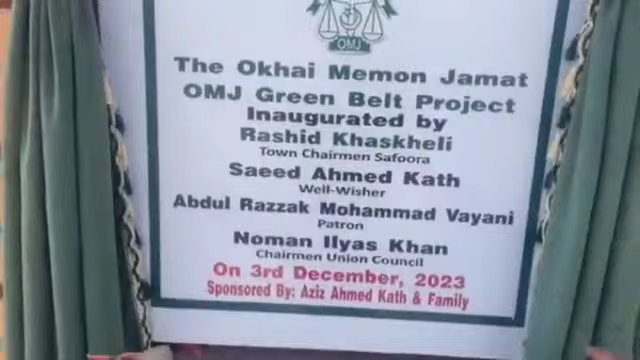 OMJ
The Okhai Memon Jamat
OMJ Green Belt Project
Inaugurated by
Rashid Khaskheli
Town Chairmen Safoora
Saeed Ahmed Kath
Well-Wisher
Abdul Razzak Mohammad Vayani
Patron
Noman Ilyas Khan
Chairmen Union Council
On 3rd December, 2023
Sponsored By: Aziz Ahmed Kath & Family